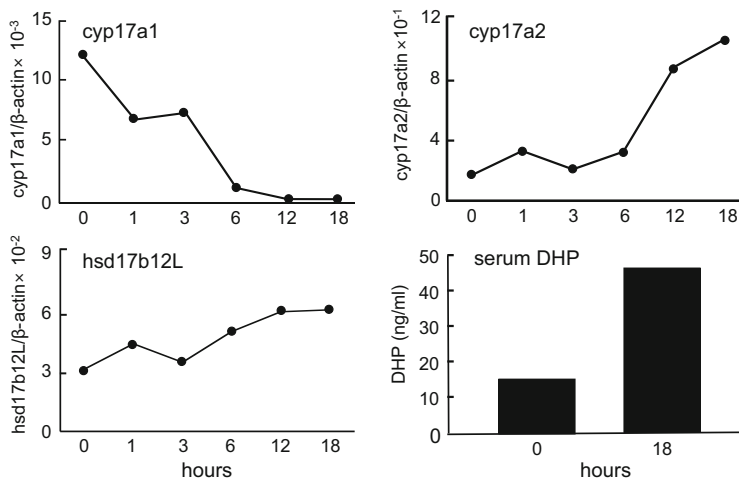 cyp17a1
cyp17a1/β-actin× 10-3
15
10
5
0
0 1 3 6 12 18
cyp17a2
cyp17a2/β-actin×10-1
12
8
4
0
0 1 3 6 12 18
hsd17b12L
hsd17b12L/β-actin× 10-2
9
6
3
0
0 1 3 6 12 18
hours
serum DHP
DHP (ng/ml)
50
40
30
20
10
0
0 18
hours